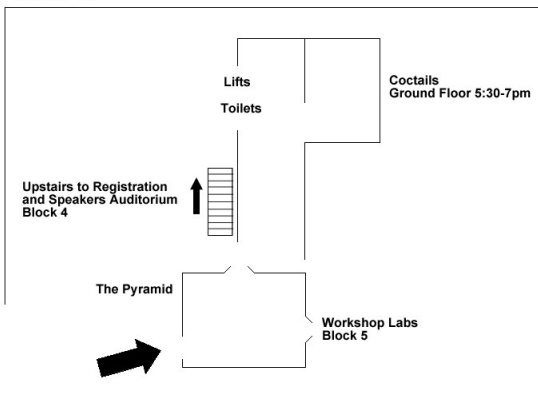 Lifts
Toilets
Coctails
Ground Floor 5:30-7pm
Upstairs to Registration
and Speakers Auditorium
Block 4
The Pyramid
Workshop Labs
Block 5